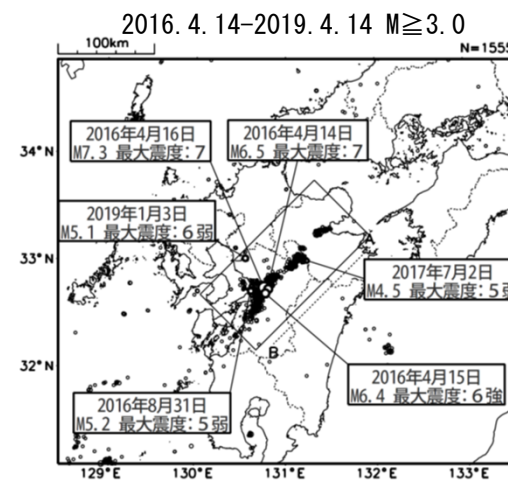 2016.4.14-2019.4.14 M≧3.0
100km
N=1555
2016年4月16日
M7.3 最大震度:7
2016年4月14日
M6.5 最大震度:7
34°N
2019年1月3日
M5.1 最大震度:6弱
33°N
2017年7月2日
M4.5 最大震度:5弱
B
32°N
2016年4月15日
M6.4 最大震度:6強
2016年8月31日
M5.2 最大震度:5弱
129°E
130°E
131°E
132°E
133°E